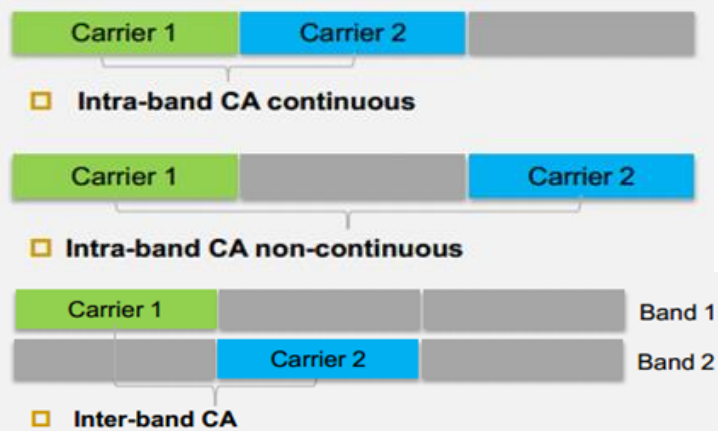 Carrier 1 Carrier 2
Intra-band CA continuous
Carrier 1 Carrier 2
Intra-band CA non-continuous
Carrier 1 Band 1
Carrier 2 Band 2
Inter-band CA